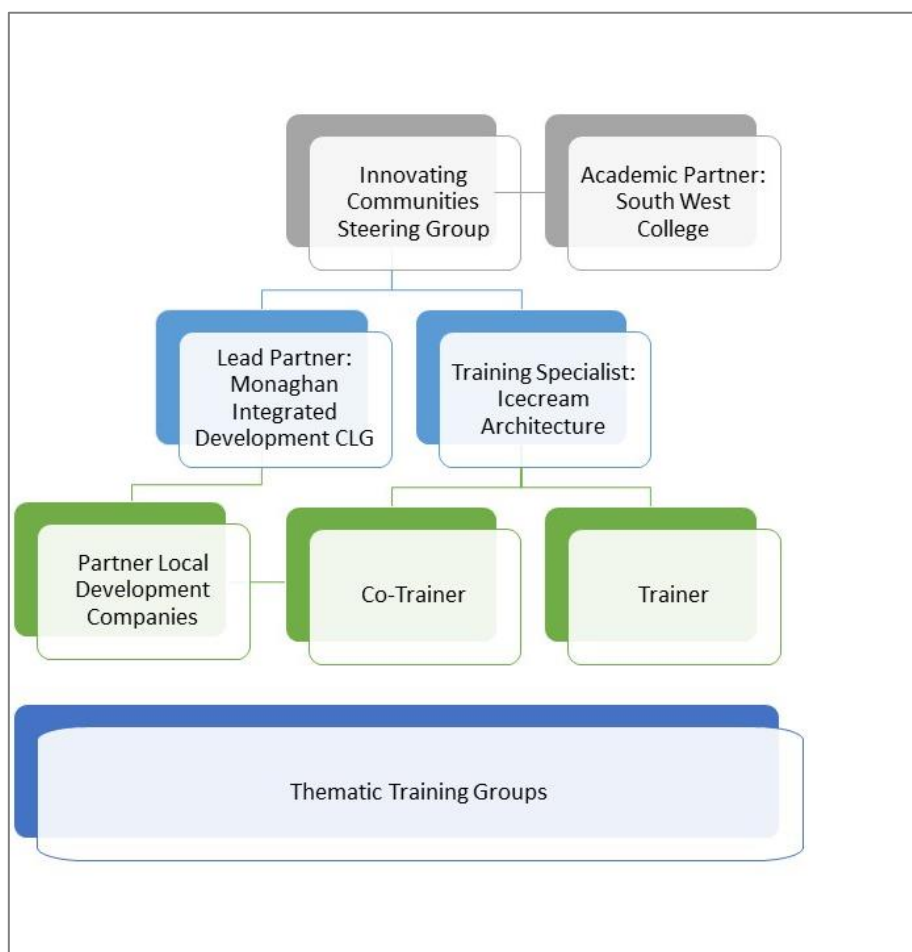 Innovating
Communities
Steering Group
Academic Partner:
South West
College
Lead Partner:
Monaghan
Integrated
Development CLG
Training Specialist:
Icecream
Architecture
Partner Local
Development
Companies
Co-Trainer
Trainer
Thematic Training Groups